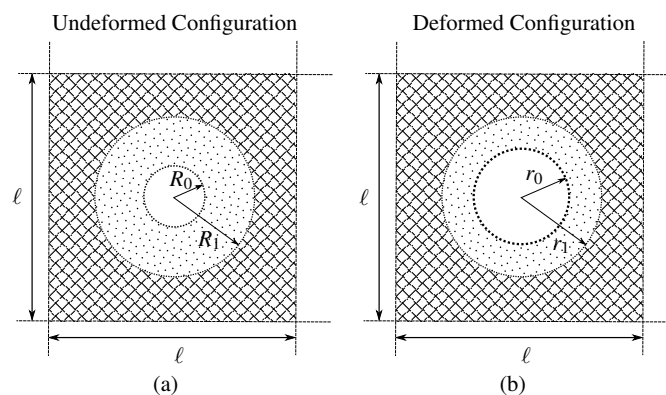 Undeformed Configuration
Deformed Configuration
ℓ
R₀
R₁
ℓ
(a)
ℓ
r₀
r₁
ℓ
(b)